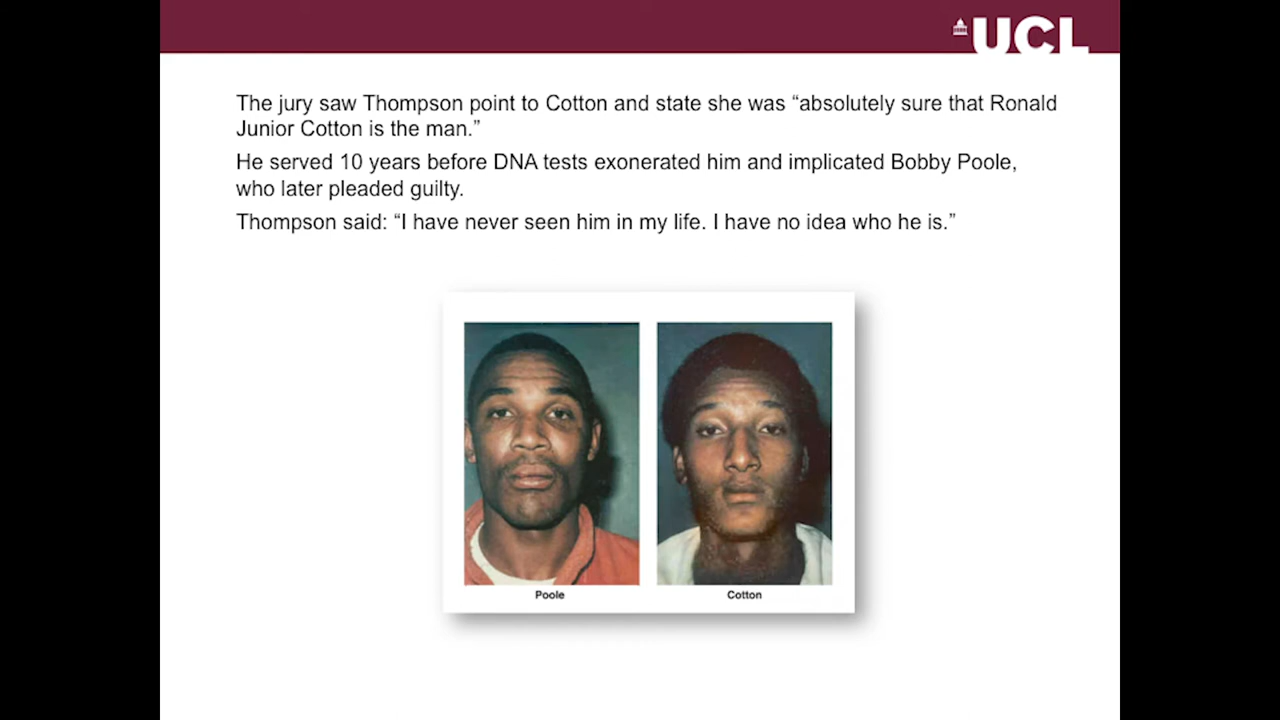 UCL
The jury saw Thompson point to Cotton and state she was “absolutely sure that Ronald
Junior Cotton is the man.”
He served 10 years before DNA tests exonerated him and implicated Bobby Poole,
who later pleaded guilty.
Thompson said: “I have never seen him in my life. I have no idea who he is.”
Poole
Cotton